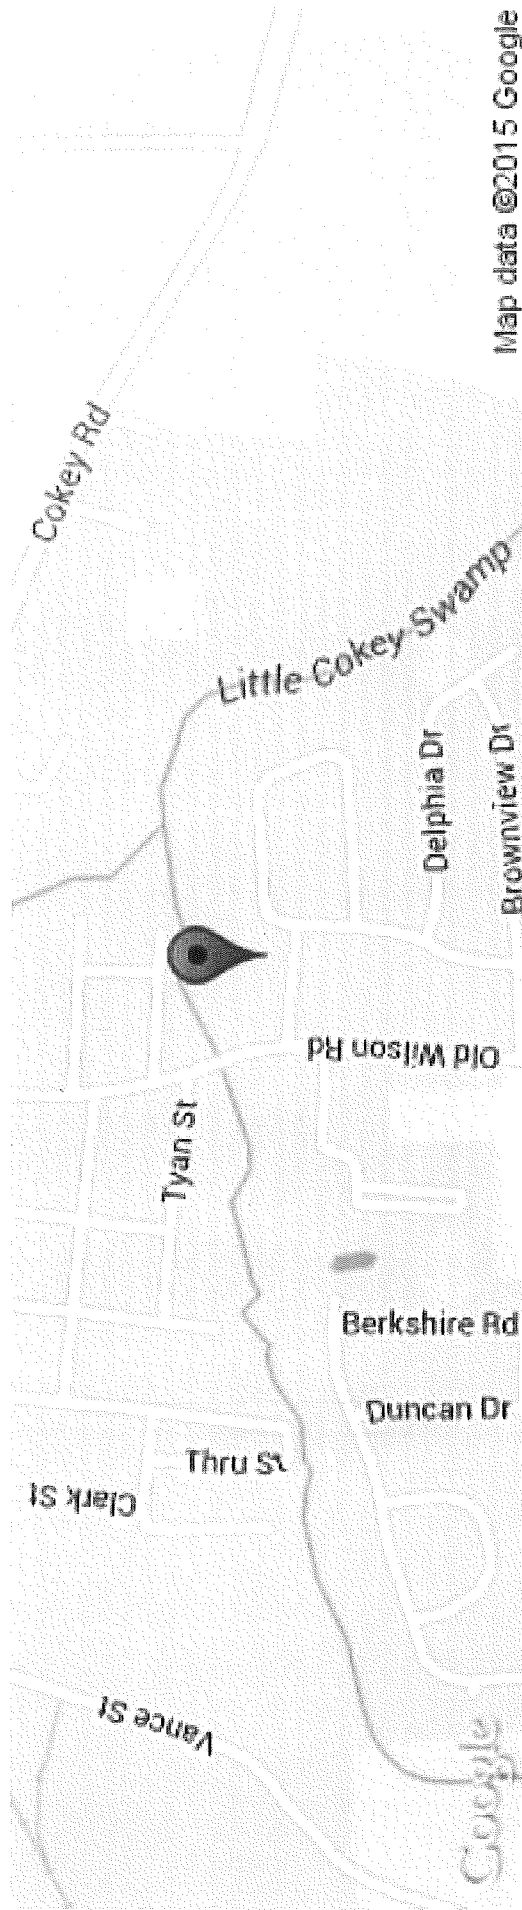 Map data ©2015 Google
Cokey Rd
Little Cokey Swamp
Delphia Dr
Brownview Dr
Old Wilson Rd
Tyan St
Berkshire Rd
Duncan Dr
Thru St
Clark St
Vance St
Google